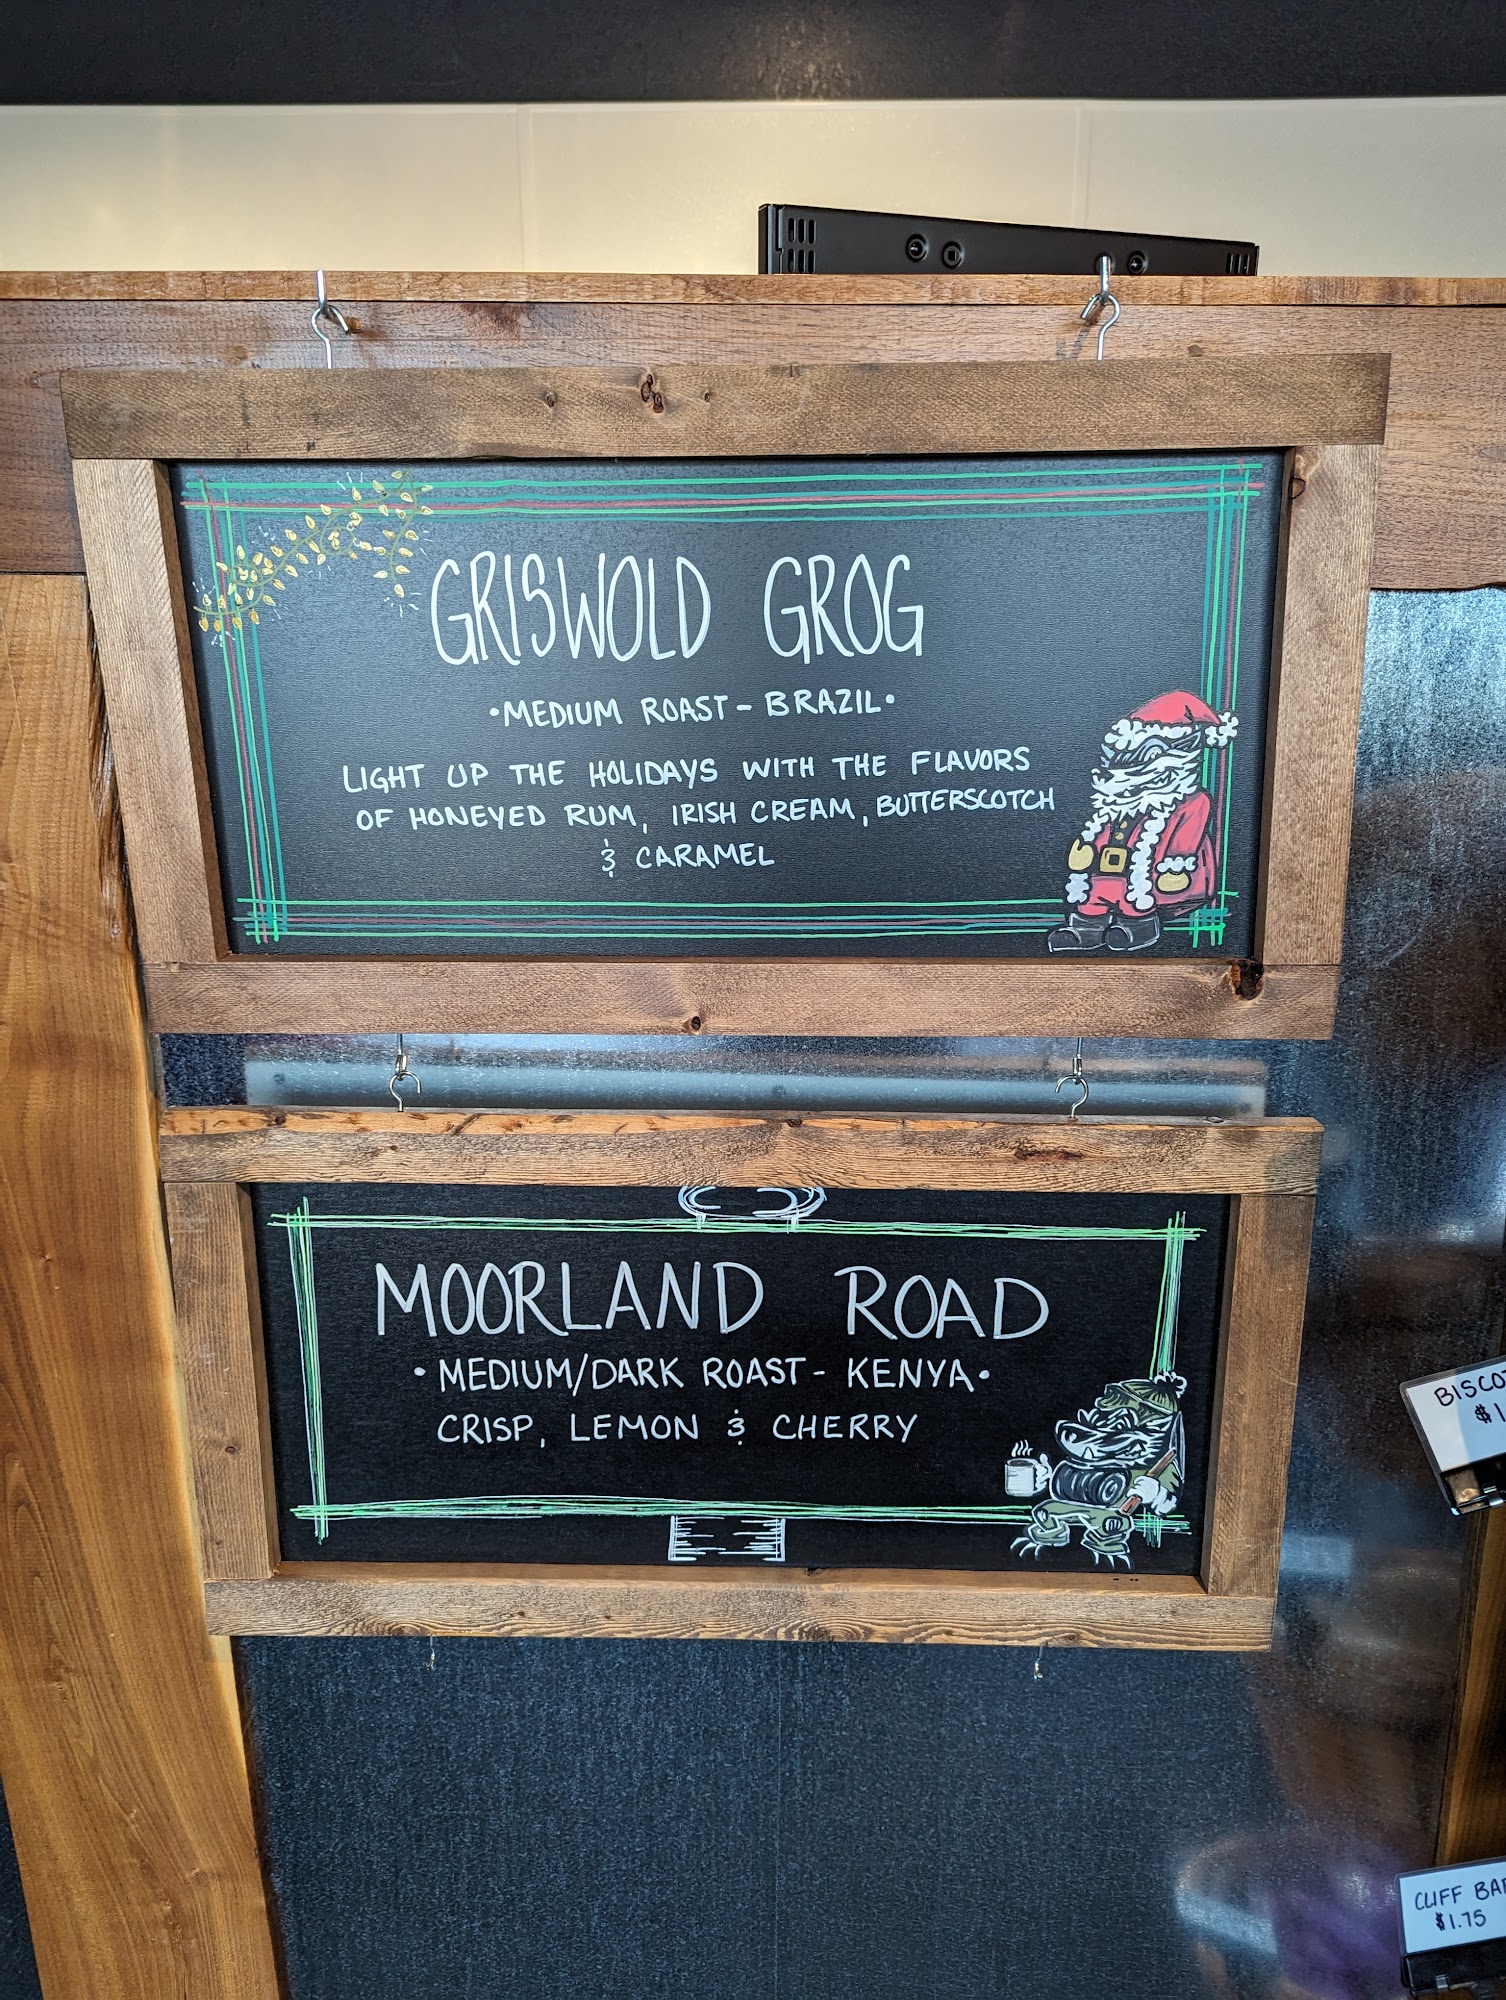 GRISWOLD GROG
•MEDIUM ROAST - BRAZIL•
LIGHT UP THE HOLIDAYS WITH THE FLAVORS
OF HONEYED RUM, IRISH CREAM, BUTTERSCOTCH
& CARAMEL
MOORLAND ROAD
•MEDIUM/DARK ROAST - KENYA•
CRISP, LEMON & CHERRY
CLIFF BAR
$1.75